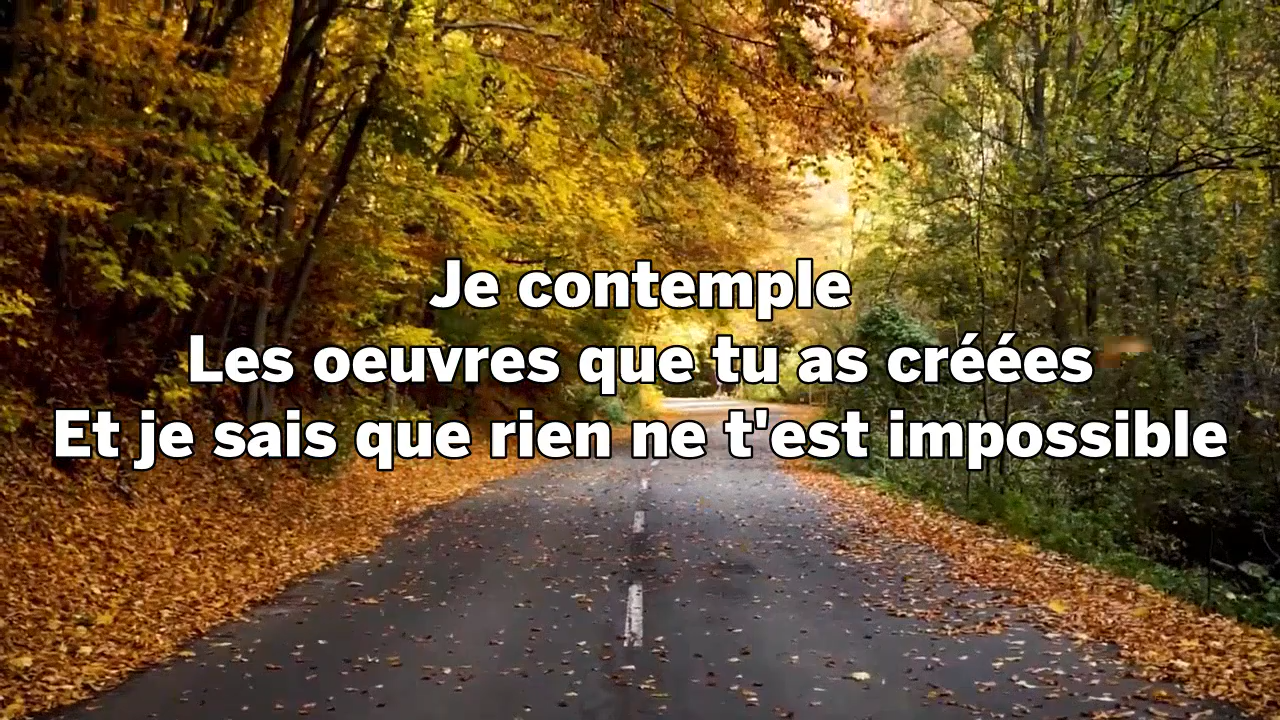 Je contemple
Les oeuvres que tu as créées
Et je sais que rien ne t'est impossible